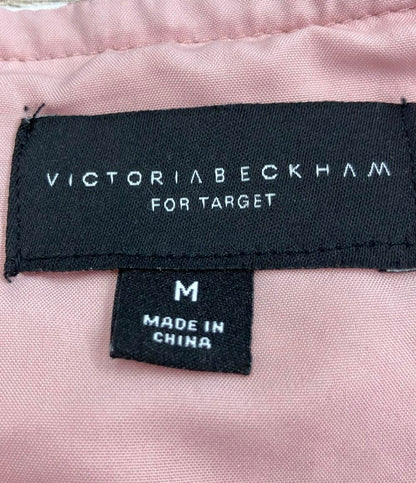 VICTORIA BECKHAM
FOR TARGET
M
MADE IN
CHINA